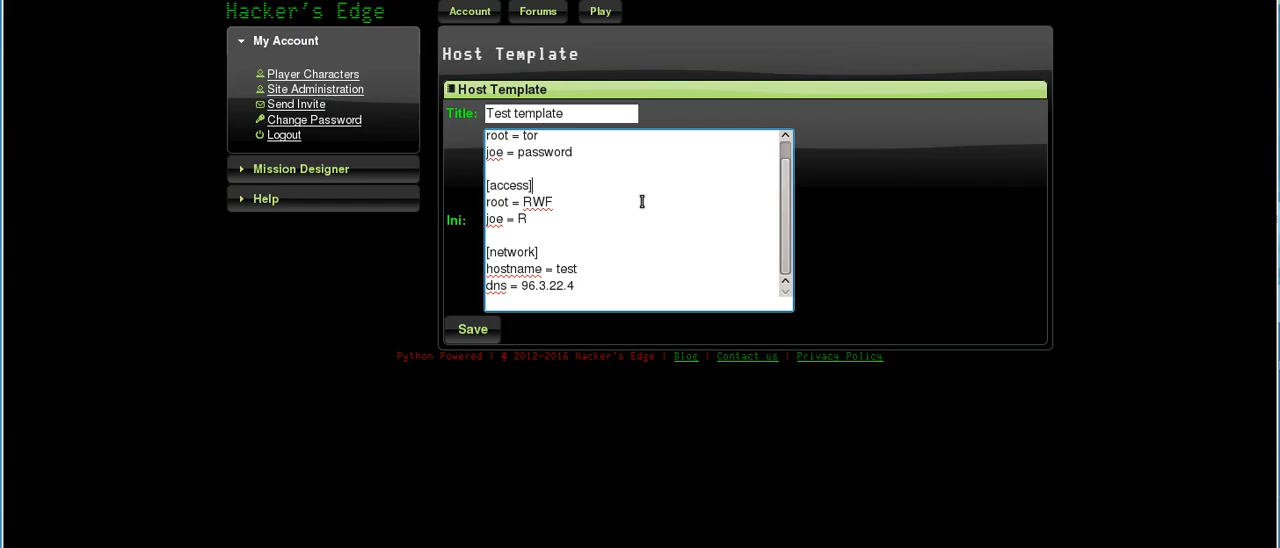 Hacker's Edge
Account
Forums
Play
My Account
Player Characters
Site Administration
Send Invite
Change Password
Logout
Mission Designer
Help
Host Template
Host Template
Title: Test template
Ini:
root = tor
joe = password
[access]
root = RWF
joe = R
[network]
hostname = test
dns = 96.3.22.4
Save
Python Powered | © 2012-2016 Hacker's Edge | Blog | Contact us | Privacy Policy